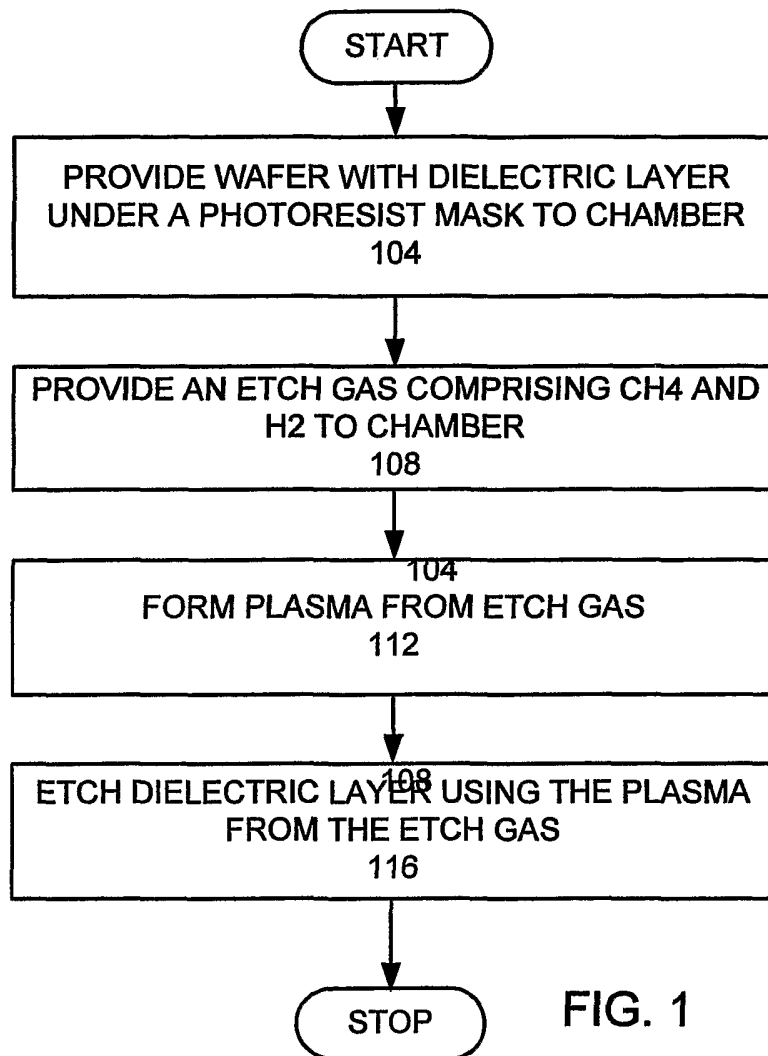 START
PROVIDE WAFER WITH DIELECTRIC LAYER
UNDER A PHOTORESIST MASK TO CHAMBER
104
PROVIDE AN ETCH GAS COMPRISING CH4 AND
H2 TO CHAMBER
108
104
FORM PLASMA FROM ETCH GAS
112
108
ETCH DIELECTRIC LAYER USING THE PLASMA
FROM THE ETCH GAS
116
STOP
FIG. 1